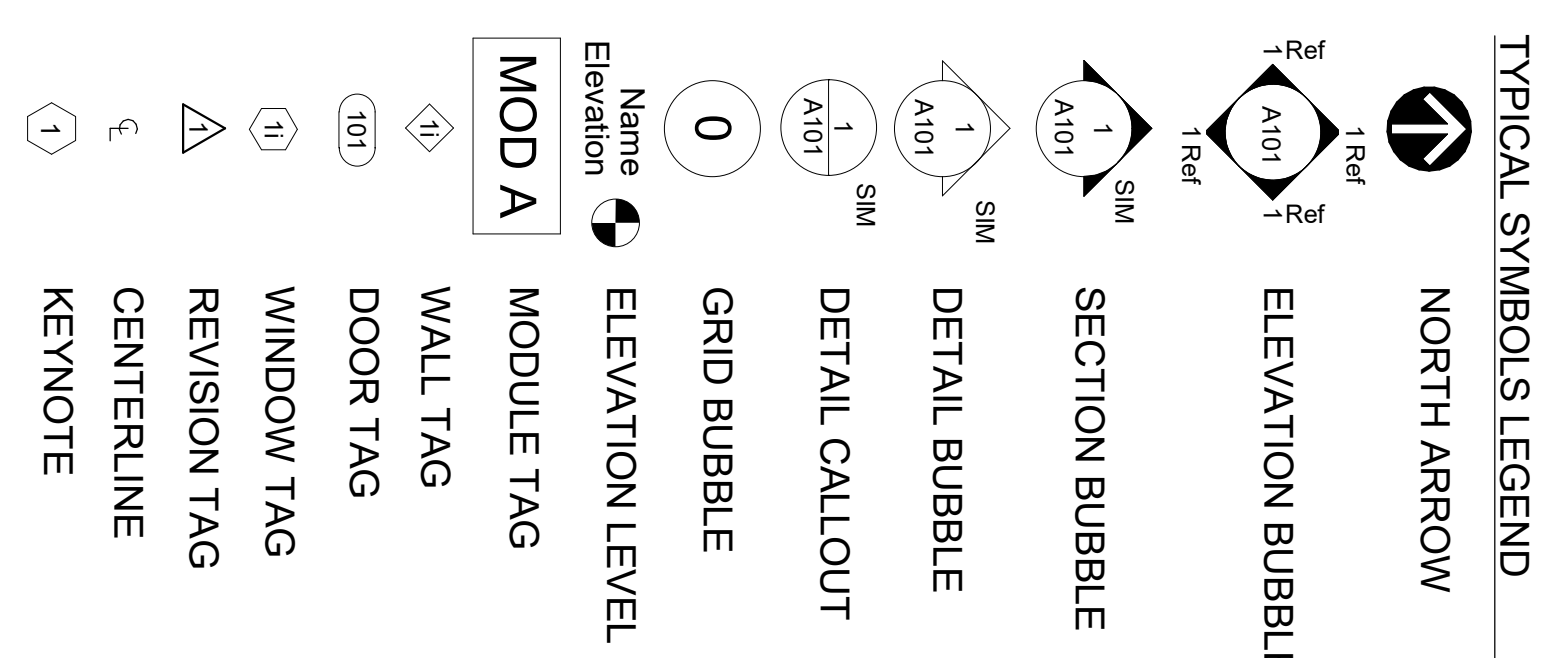 TYPICAL SYMBOLS LEGEND
NORTH ARROW
1 Ref
1 Ref
A101
1 Ref
1 Ref
ELEVATION BUBBL
1
A101
SIM
SECTION BUBBLE
1
A101
SIM
DETAIL BUBBLE
1
A101
SIM
DETAIL CALLOUT
0
GRID BUBBLE
Name
Elevation
ELEVATION LEVEL
MOD A
MODULE TAG
1i
WALL TAG
101
DOOR TAG
1i
WINDOW TAG
1
REVISION TAG
℄
CENTERLINE
1
KEYNOTE